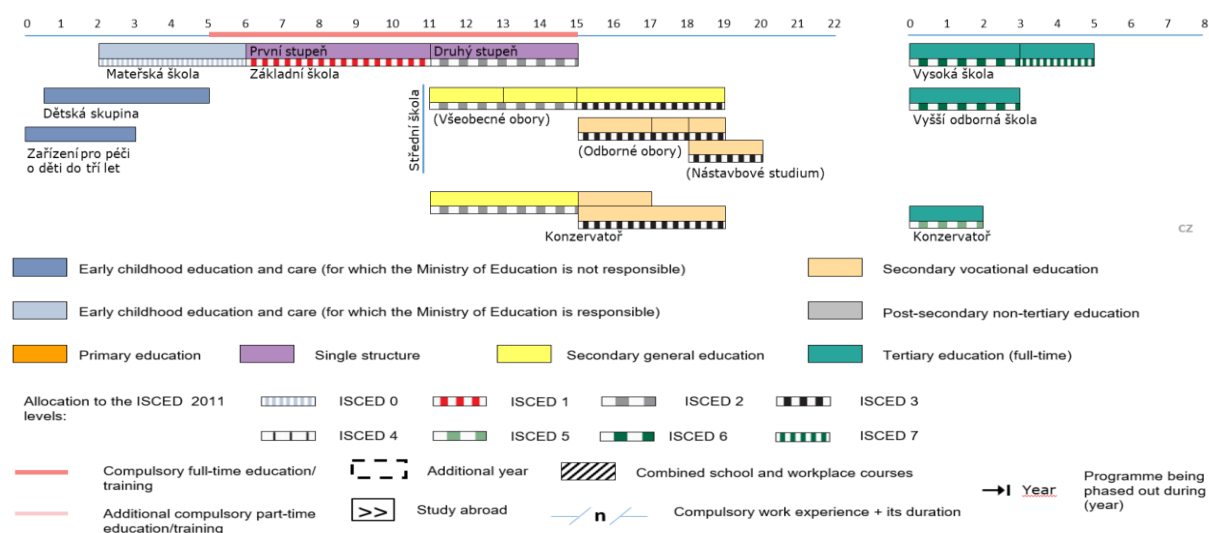 0 1 2 3 4 5 6 7 8 9 10 11 12 13 14 15 16 17 18 19 20 21 22
0 1 2 3 4 5 6 7 8
První stupeň
Druhý stupeň
Mateřská škola
Základní škola
Vysoká škola
Dětská skupina
Střední škola
(Všeobecné obory)
Vyšší odborná škola
Zařízení pro péči
o děti do tří let
(Odborné obory)
(Nástavbové studium)
Konzervatoř
Konzervatoř
CZ
Early childhood education and care (for which the Ministry of Education is not responsible)
Secondary vocational education
Early childhood education and care (for which the Ministry of Education is responsible)
Post-secondary non-tertiary education
Primary education
Single structure
Secondary general education
Tertiary education (full-time)
Allocation to the ISCED 2011
levels:
ISCED 0
ISCED 1
ISCED 2
ISCED 3
ISCED 4
ISCED 5
ISCED 6
ISCED 7
Compulsory full-time education/
training
Additional year
Combined school and workplace courses
Year
Programme being
phased out during
(year)
Additional compulsory part-time
education/training
>>
Study abroad
n
Compulsory work experience + its duration